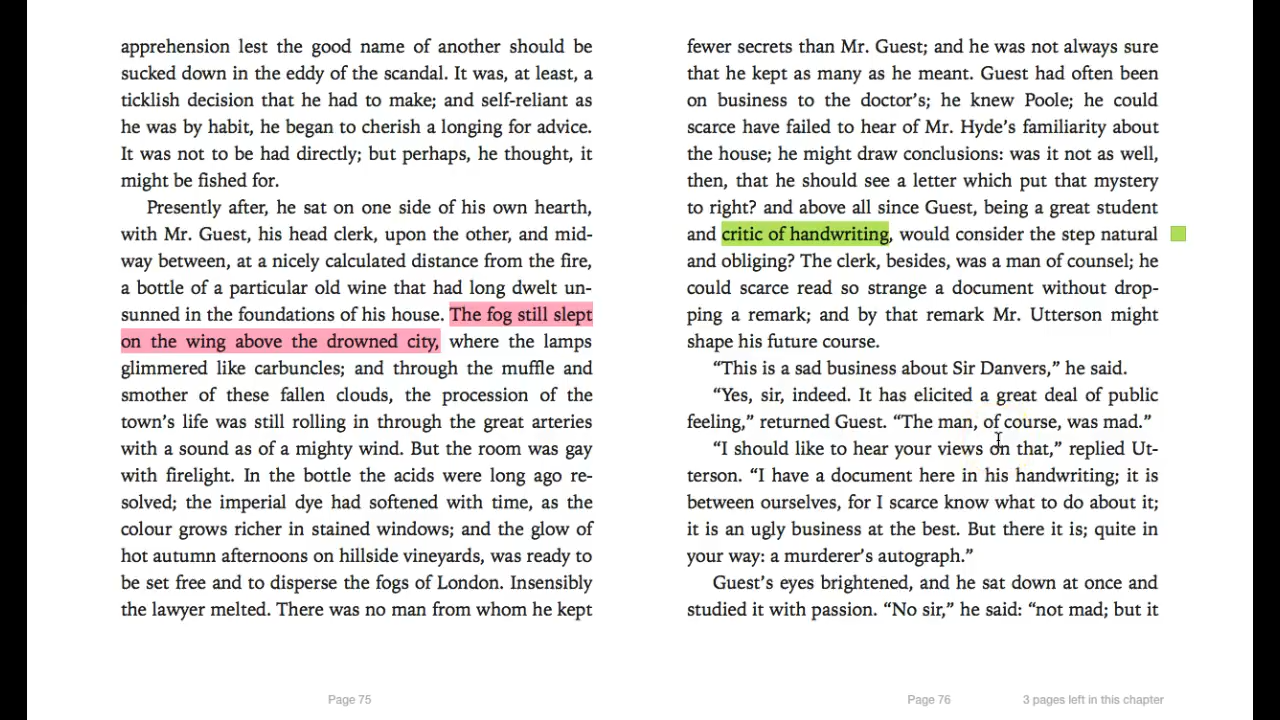 apprehension lest the good name of another should be
sucked down in the eddy of the scandal. It was, at least, a
ticklish decision that he had to make; and self-reliant as
he was by habit, he began to cherish a longing for advice.
It was not to be had directly; but perhaps, he thought, it
might be fished for.
Presently after, he sat on one side of his own hearth,
with Mr. Guest, his head clerk, upon the other, and mid-
way between, at a nicely calculated distance from the fire,
a bottle of a particular old wine that had long dwelt un-
sunned in the foundations of his house. The fog still slept
on the wing above the drowned city, where the lamps
glimmered like carbuncles; and through the muffle and
smother of these fallen clouds, the procession of the
town’s life was still rolling in through the great arteries
with a sound as of a mighty wind. But the room was gay
with firelight. In the bottle the acids were long ago re-
solved; the imperial dye had softened with time, as the
colour grows richer in stained windows; and the glow of
hot autumn afternoons on hillside vineyards, was ready to
be set free and to disperse the fogs of London. Insensibly
the lawyer melted. There was no man from whom he kept
Page 75
fewer secrets than Mr. Guest; and he was not always sure
that he kept as many as he meant. Guest had often been
on business to the doctor’s; he knew Poole; he could
scarce have failed to hear of Mr. Hyde’s familiarity about
the house; he might draw conclusions: was it not as well,
then, that he should see a letter which put that mystery
to right? and above all since Guest, being a great student
and critic of handwriting, would consider the step natural
and obliging? The clerk, besides, was a man of counsel; he
could scarce read so strange a document without drop-
ping a remark; and by that remark Mr. Utterson might
shape his future course.
“This is a sad business about Sir Danvers,” he said.
“Yes, sir, indeed. It has elicited a great deal of public
feeling,” returned Guest. “The man, of course, was mad.”
“I should like to hear your views on that,” replied Ut-
terson. “I have a document here in his handwriting; it is
between ourselves, for I scarce know what to do about it;
it is an ugly business at the best. But there it is; quite in
your way: a murderer’s autograph.”
Guest’s eyes brightened, and he sat down at once and
studied it with passion. “No sir,” he said: “not mad; but it
Page 76
3 pages left in this chapter